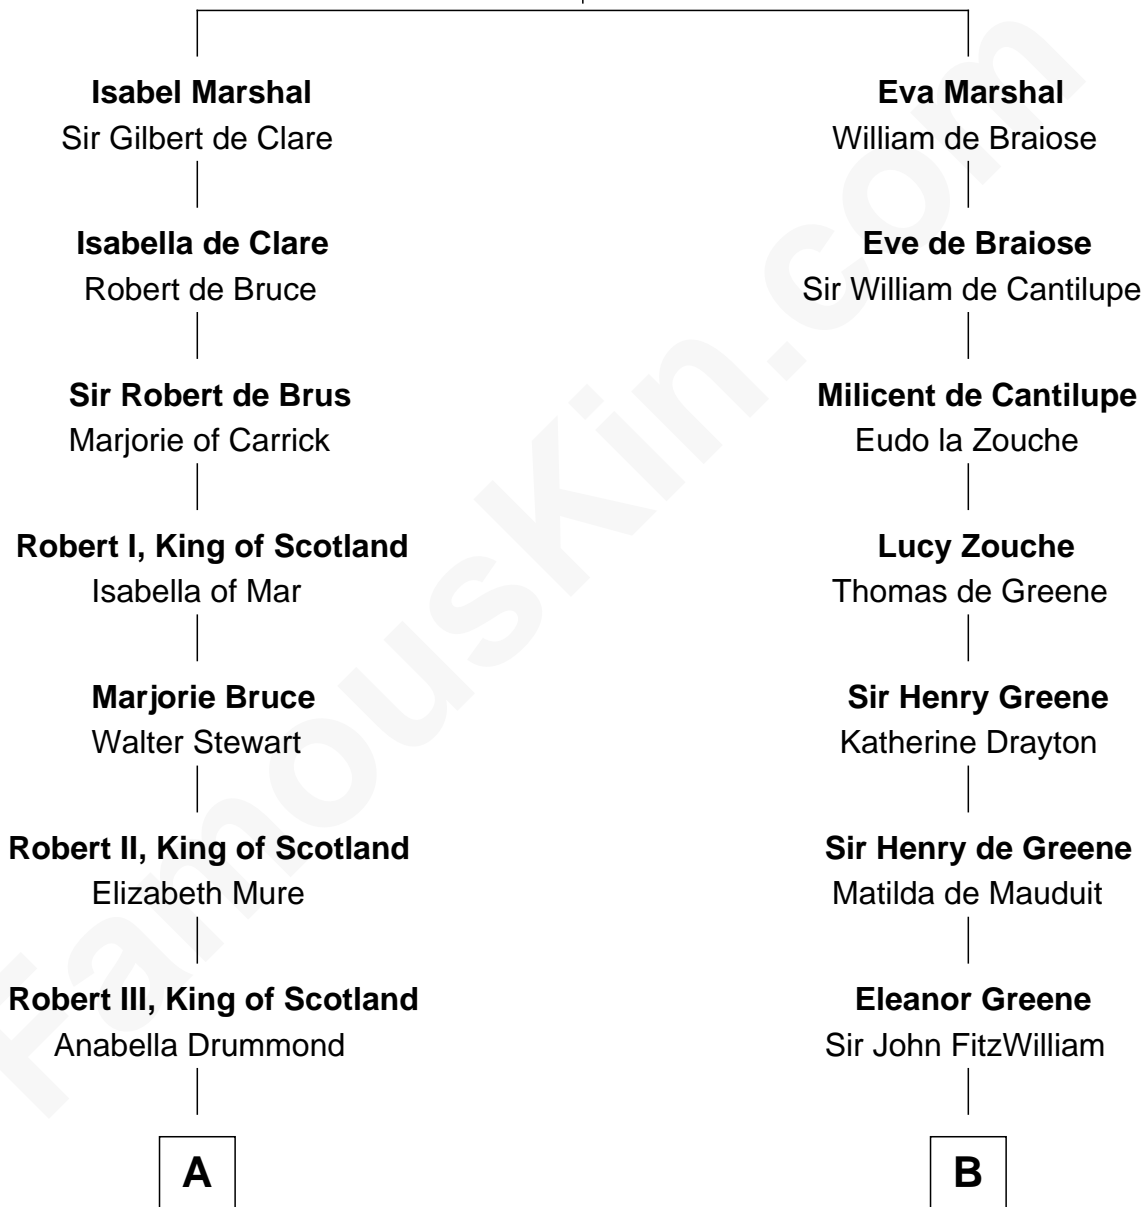 Isabel Marshal
Sir Gilbert de Clare
Isabella de Clare
Robert de Bruce
Sir Robert de Brus
Marjorie of Carrick
Robert I, King of Scotland
Isabella of Mar
Marjorie Bruce
Walter Stewart
Robert II, King of Scotland
Elizabeth Mure
Robert III, King of Scotland
Anabella Drummond
A
Eva Marshal
William de Braiose
Eve de Braiose
Sir William de Cantilupe
Milicent de Cantilupe
Eudo la Zouche
Lucy Zouche
Thomas de Greene
Sir Henry Greene
Katherine Drayton
Sir Henry de Greene
Matilda de Mauduit
Eleanor Greene
Sir John FitzWilliam
B
FamousKin.com